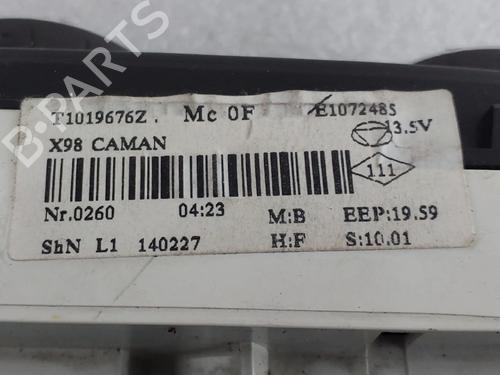 T1019676Z . Mc 0F E1072485
X98 CAMAN 13.5V
111
Nr.0260 04:23 M:B EEP:19.59
ShN L1 140227 H:F S:10.01
B-PARTS